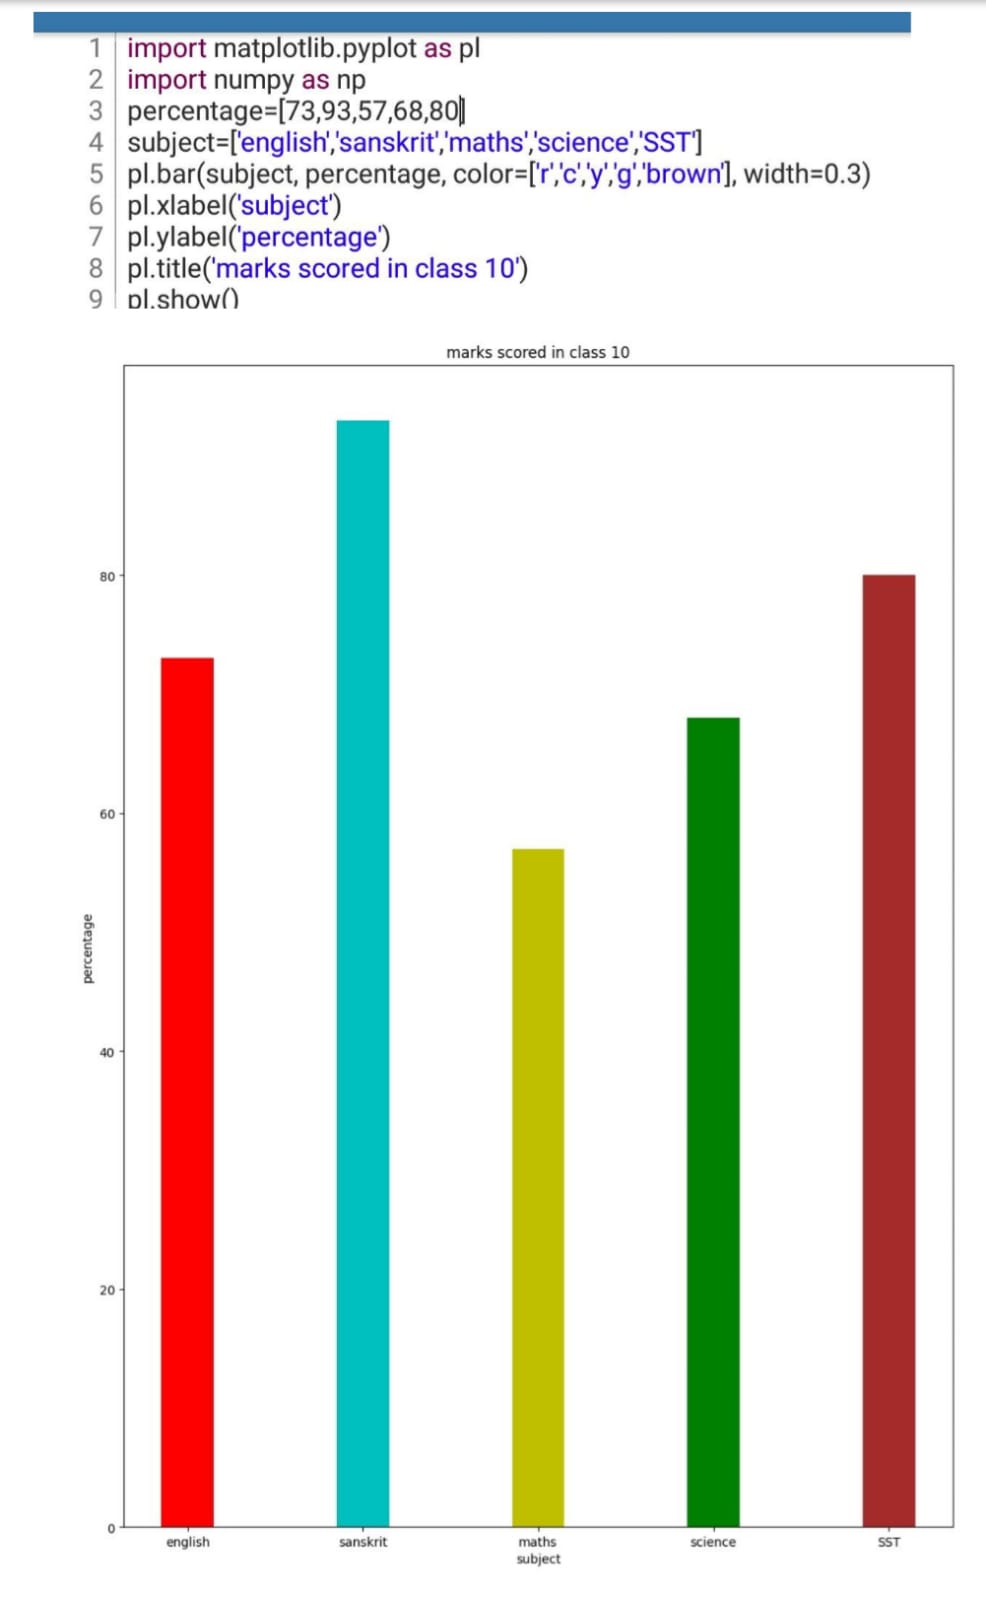 1 import matplotlib.pyplot as pl
2 import numpy as np
3 percentage=[73,93,57,68,80]
4 subject=['english','sanskrit','maths','science','SST']
5 pl.bar(subject, percentage, color=['r','c','y','g','brown'], width=0.3)
6 pl.xlabel('subject')
7 pl.ylabel('percentage')
8 pl.title('marks scored in class 10')
9 pl.show()
marks scored in class 10
80
60
percentage
40
20
0
english sanskrit maths science SST
subject